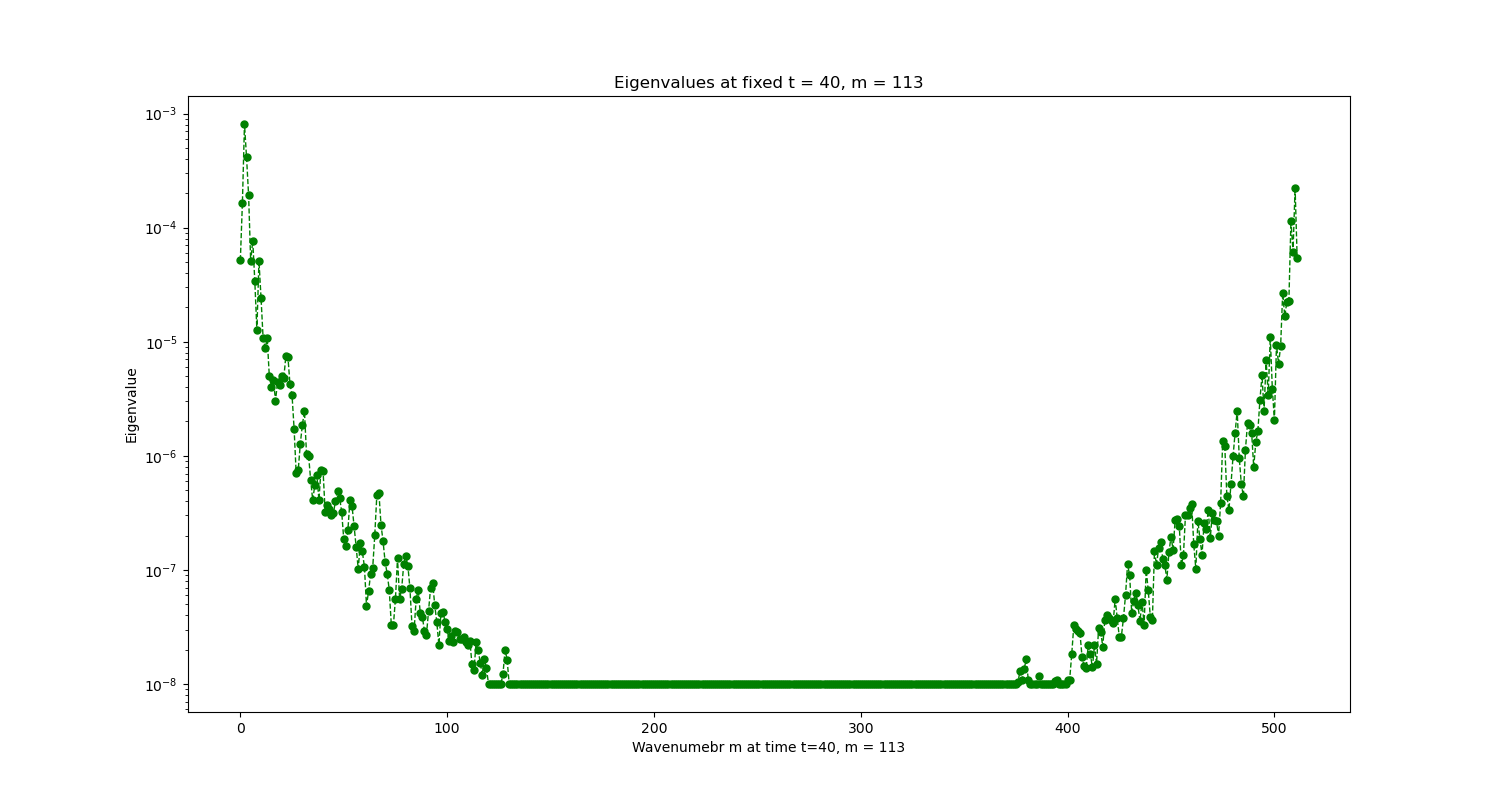 Eigenvalues at fixed t = 40, m = 113
10⁻³
10⁻⁴
10⁻⁵
10⁻⁶
10⁻⁷
10⁻⁸
Eigenvalue
0 100 200 300 400 500
Wavenumebr m at time t=40, m = 113